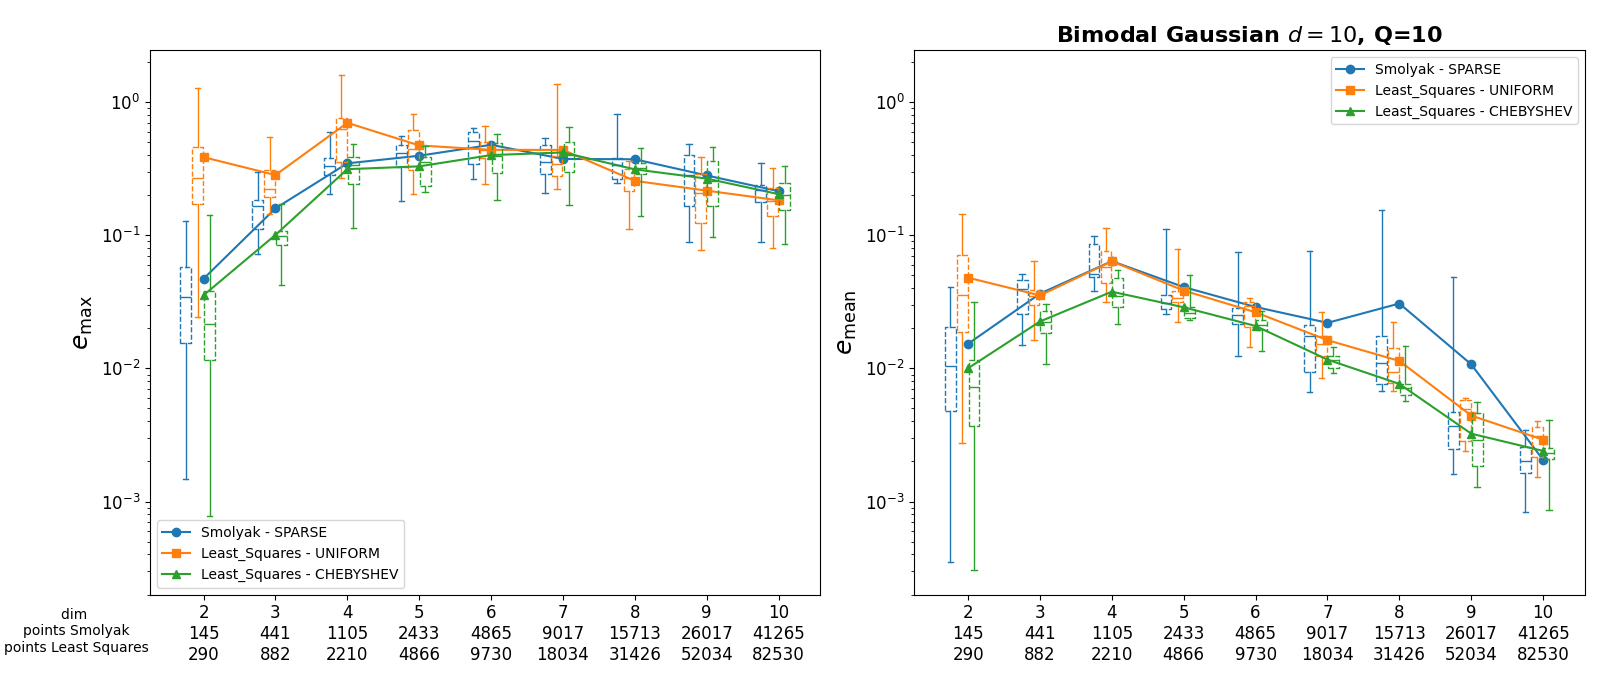 Bimodal Gaussian d = 10, Q=10
e_max
10^0
10^-1
10^-2
10^-3
Smolyak - SPARSE
Least_Squares - UNIFORM
Least_Squares - CHEBYSHEV
dim 2 3 4 5 6 7 8 9 10
points Smolyak 145 441 1105 2433 4865 9017 15713 26017 41265
points Least Squares 290 882 2210 4866 9730 18034 31426 52034 82530
e_mean
10^0
10^-1
10^-2
10^-3
Smolyak - SPARSE
Least_Squares - UNIFORM
Least_Squares - CHEBYSHEV
2 3 4 5 6 7 8 9 10
145 441 1105 2433 4865 9017 15713 26017 41265
290 882 2210 4866 9730 18034 31426 52034 82530